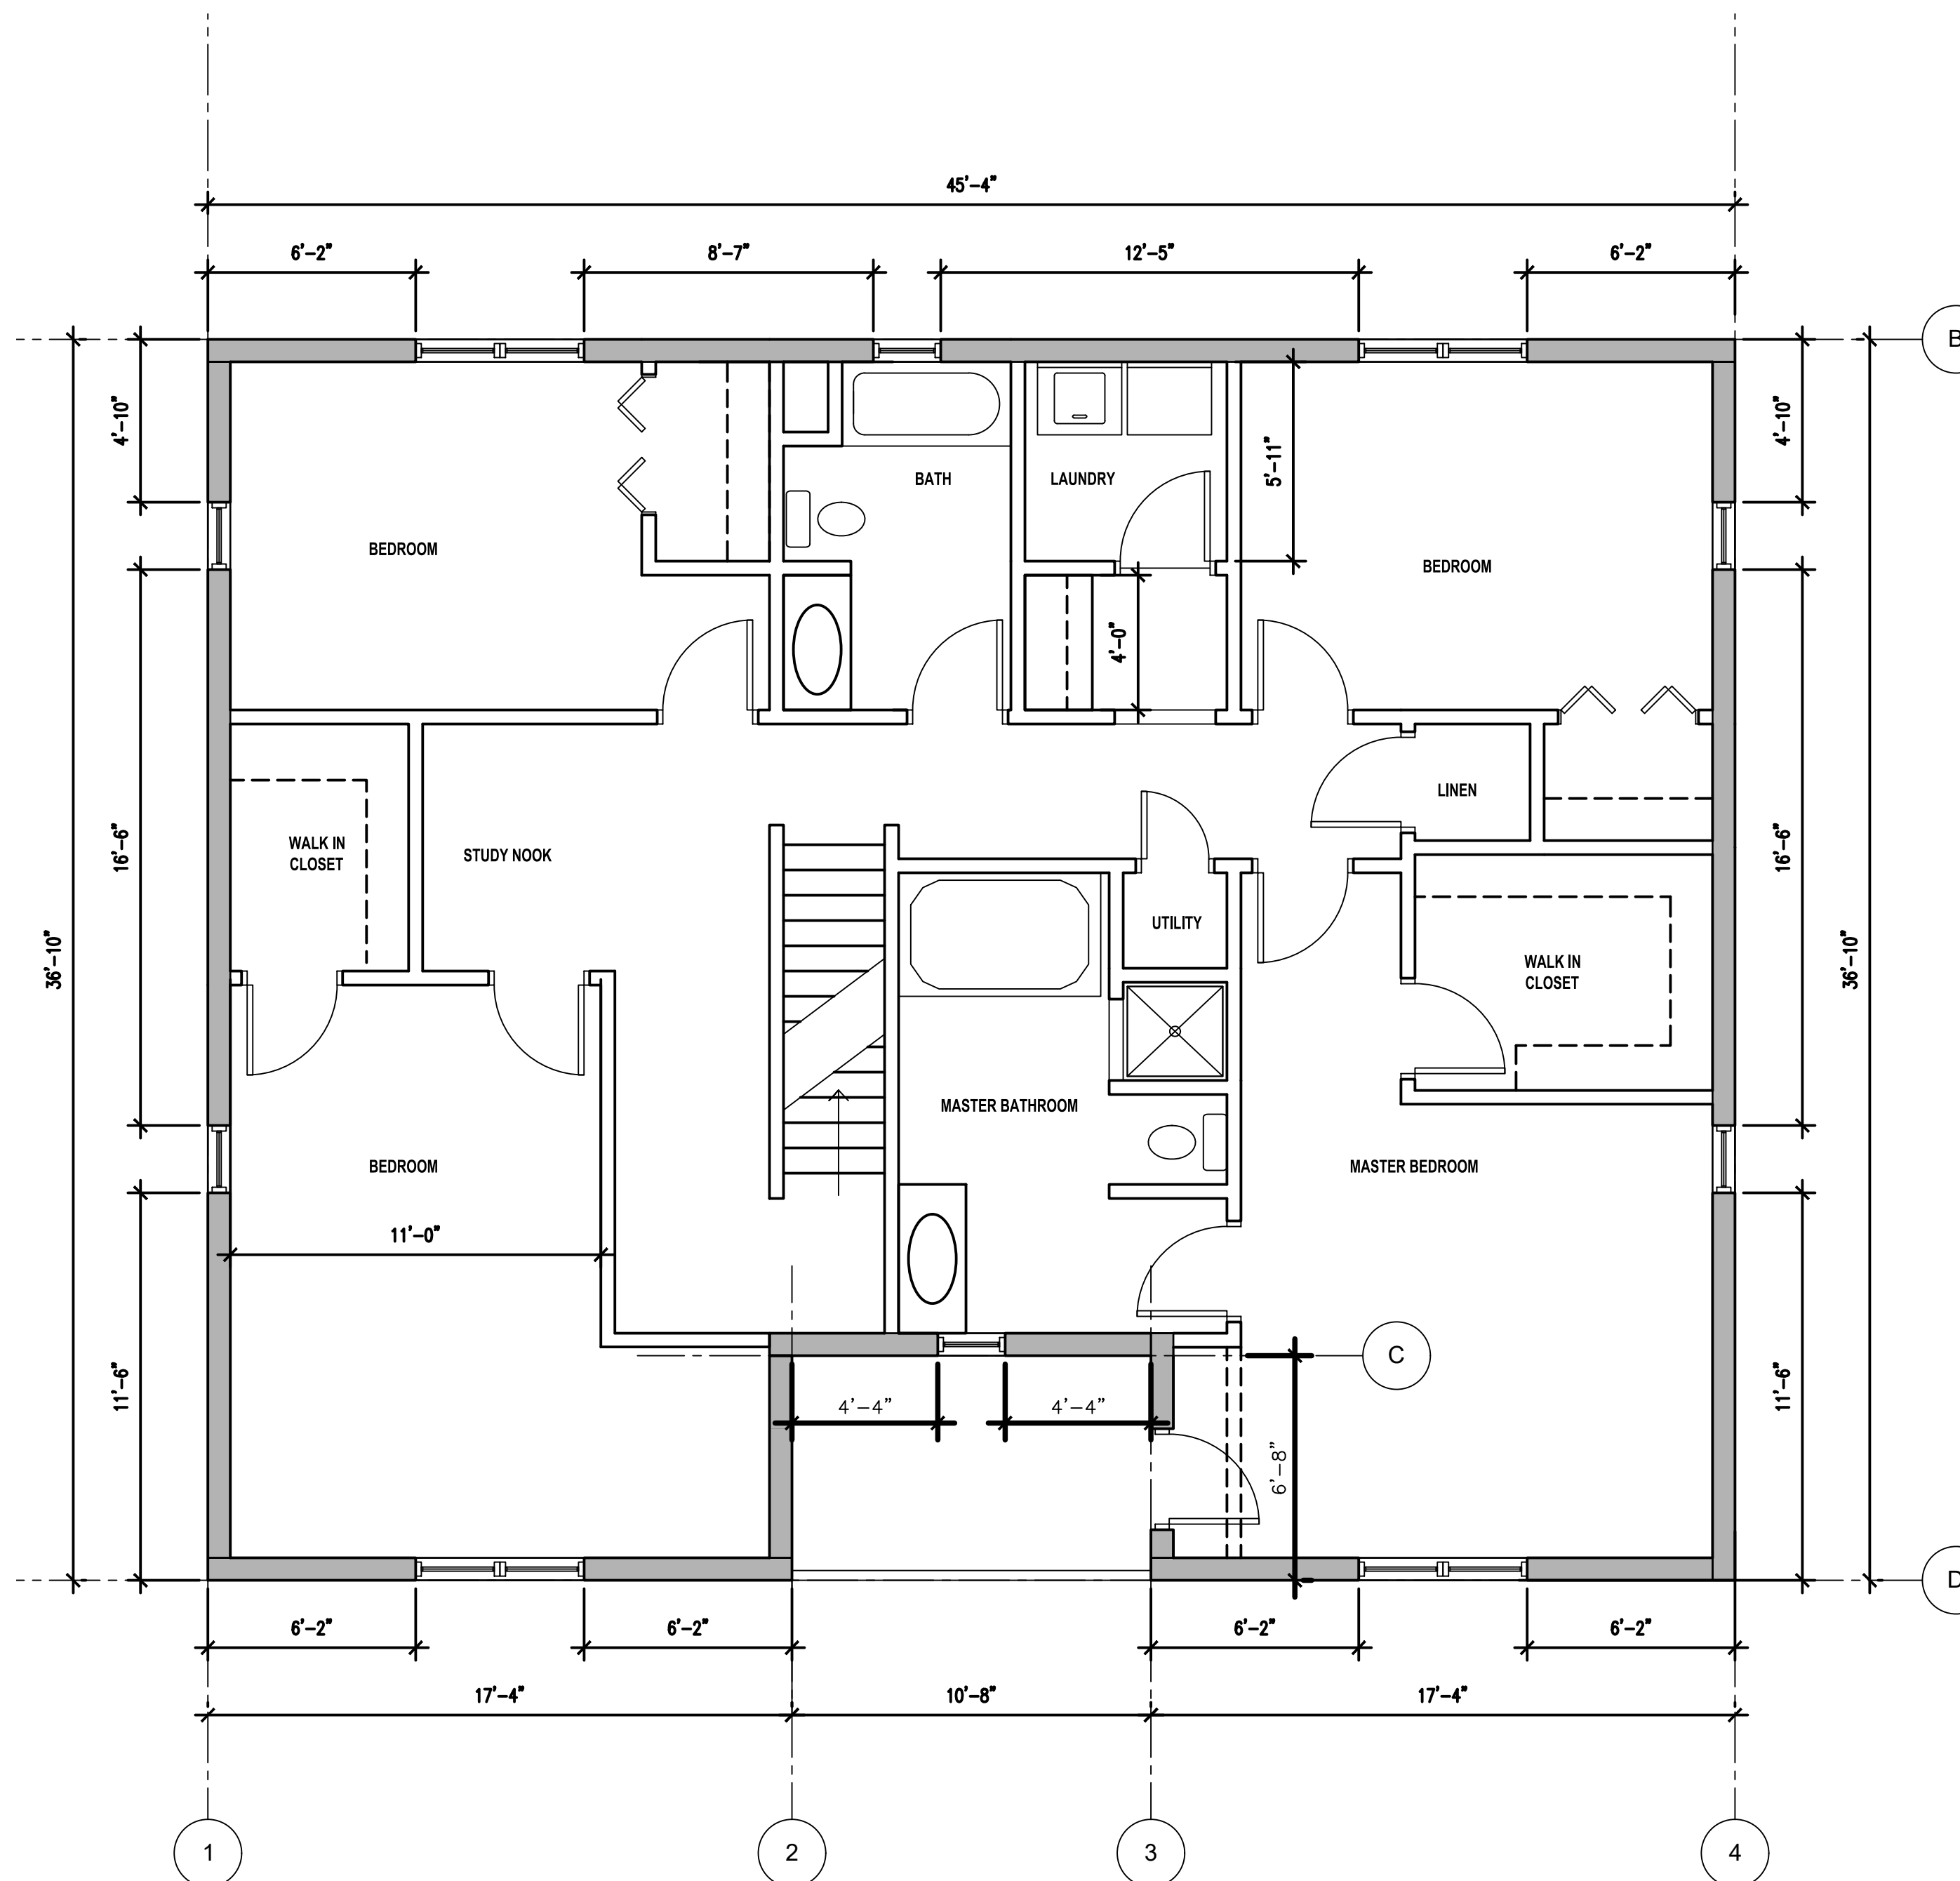 45'-4"
6'-2"
8'-7"
12'-5"
6'-2"
B
4'-10"
4'-10"
5'-11"
BATH
LAUNDRY
BEDROOM
BEDROOM
4'-0"
LINEN
16'-6"
WALK IN
CLOSET
STUDY NOOK
16'-6"
UTILITY
36'-10"
WALK IN
CLOSET
36'-10"
MASTER BATHROOM
BEDROOM
MASTER BEDROOM
11'-0"
C
11'-6"
4'-4"
4'-4"
11'-6"
6'-8"
D
6'-2"
6'-2"
6'-2"
6'-2"
17'-4"
10'-8"
17'-4"
1
2
3
4